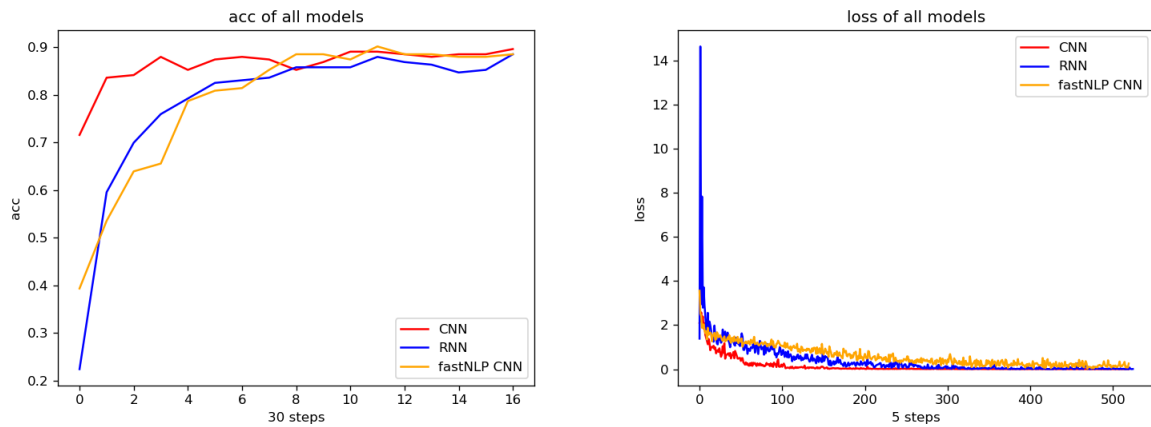 acc of all models
0.9
0.8
0.7
0.6
0.5
0.4
0.3
0.2
acc
0 2 4 6 8 10 12 14 16
30 steps
CNN
RNN
fastNLP CNN
loss of all models
14
12
10
8
6
4
2
0
loss
0 100 200 300 400 500
5 steps
CNN
RNN
fastNLP CNN